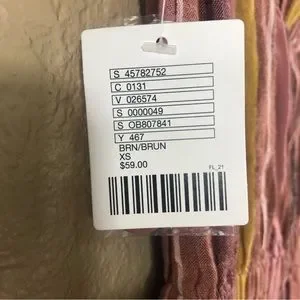 S 45782752
C 0131
V 026574
S 0000049
S OB807841
Y 467
BRN/BRUN
XS
$59.00
FL_21